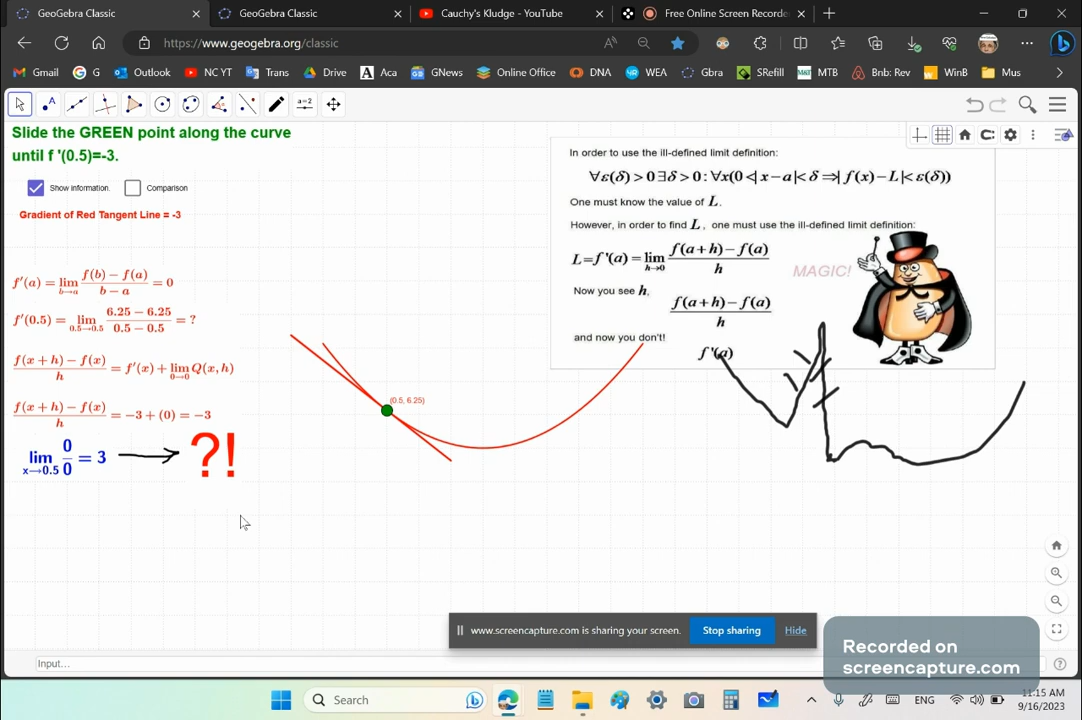 GeoGebra Classic
GeoGebra Classic
Cauchy's Kludge - YouTube
Free Online Screen Recorde
https://www.geogebra.org/classic
Gmail
G
Outlook
NC YT
Trans
Drive
Aca
GNews
Online Office
DNA
WEA
Gbra
SRefill
MTB
Bnb: Rev
WinB
Mus
Slide the GREEN point along the curve
until f '(0.5)=-3.
Show information.
Comparison
Gradient of Red Tangent Line = -3
f′(a) = lim b→a f(b) − f(a) / b − a = 0
f′(0.5) = lim 0.5→0.5 6.25 − 6.25 / 0.5 − 0.5 = ?
f(x + h) − f(x) / h = f′(x) + lim 0→0 Q(x, h)
f(x + h) − f(x) / h = −3 + (0) = −3
lim x→0.5 0/0 = 3
?!
(0.5, 6.25)
In order to use the ill-defined limit definition:
∀ε(δ)>0∃δ>0: ∀x(0<|x−a|<δ⇒|f(x)−L|<ε(δ))
One must know the value of L.
However, in order to find L, one must use the ill-defined limit definition:
L=f'(a)=lim h→0 f(a+h)−f(a) / h
MAGIC!
Now you see h,
f(a+h)−f(a) / h
and now you don't!
f'(a)
www.screencapture.com is sharing your screen.
Stop sharing
Hide
Recorded on
screencapture.com
Input...
Search
ENG
11:15 AM
9/16/2023